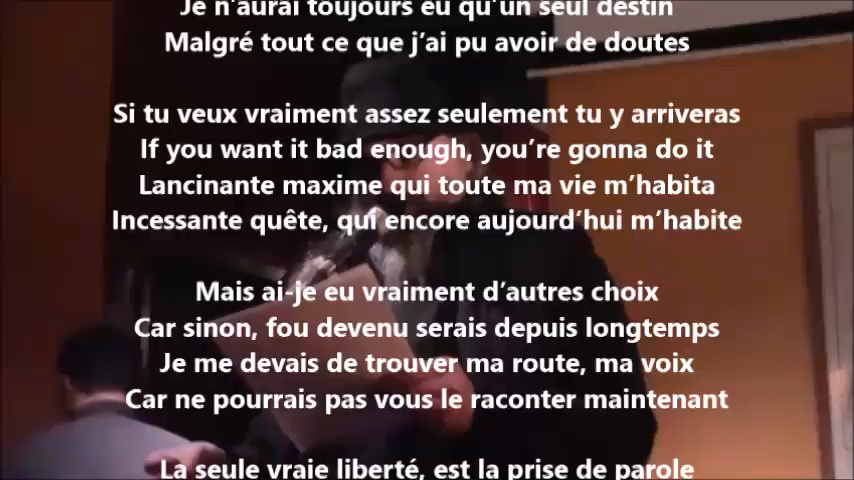 Je n'aurai toujours eu qu'un seul destin
Malgré tout ce que j'ai pu avoir de doutes
Si tu veux vraiment assez seulement tu y arriveras
If you want it bad enough, you're gonna do it
Lancinante maxime qui toute ma vie m'habita
Incessante quête, qui encore aujourd'hui m'habite
Mais ai-je eu vraiment d'autres choix
Car sinon, fou devenu serais depuis longtemps
Je me devais de trouver ma route, ma voix
Car ne pourrais pas vous le raconter maintenant
La seule vraie liberté, est la prise de parole